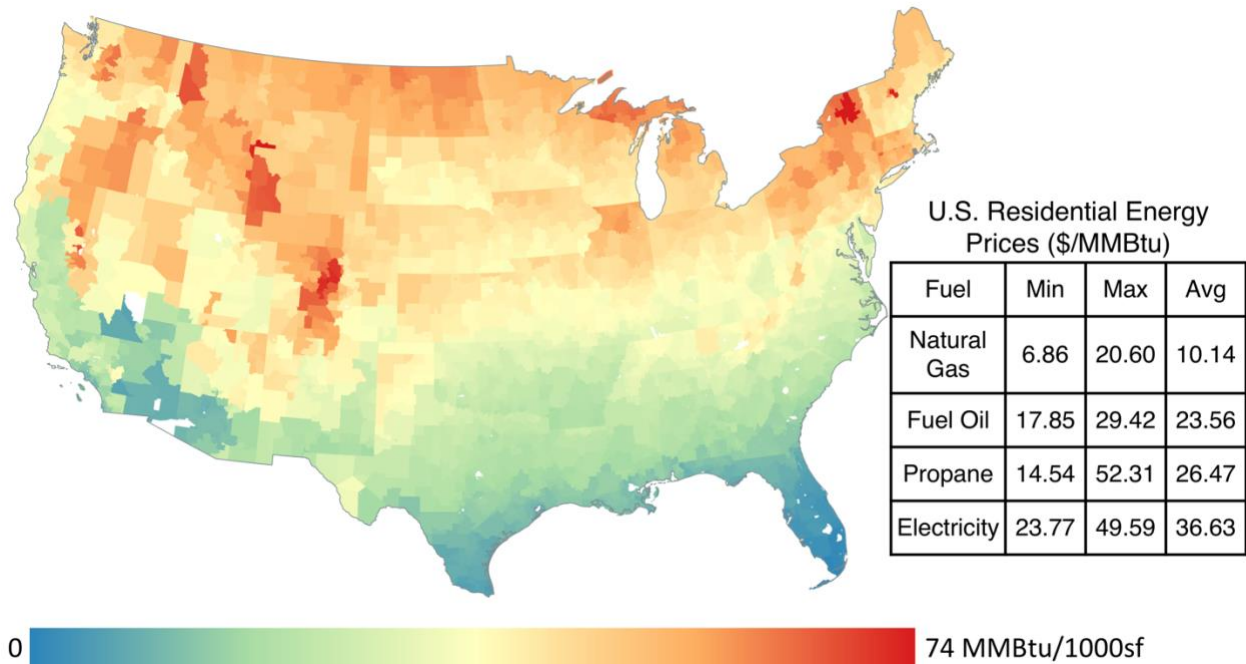 U.S. Residential Energy
Prices ($/MMBtu)
Fuel Min Max Avg
Natural
Gas 6.86 20.60 10.14
Fuel Oil 17.85 29.42 23.56
Propane 14.54 52.31 26.47
Electricity 23.77 49.59 36.63
0 74 MMBtu/1000sf